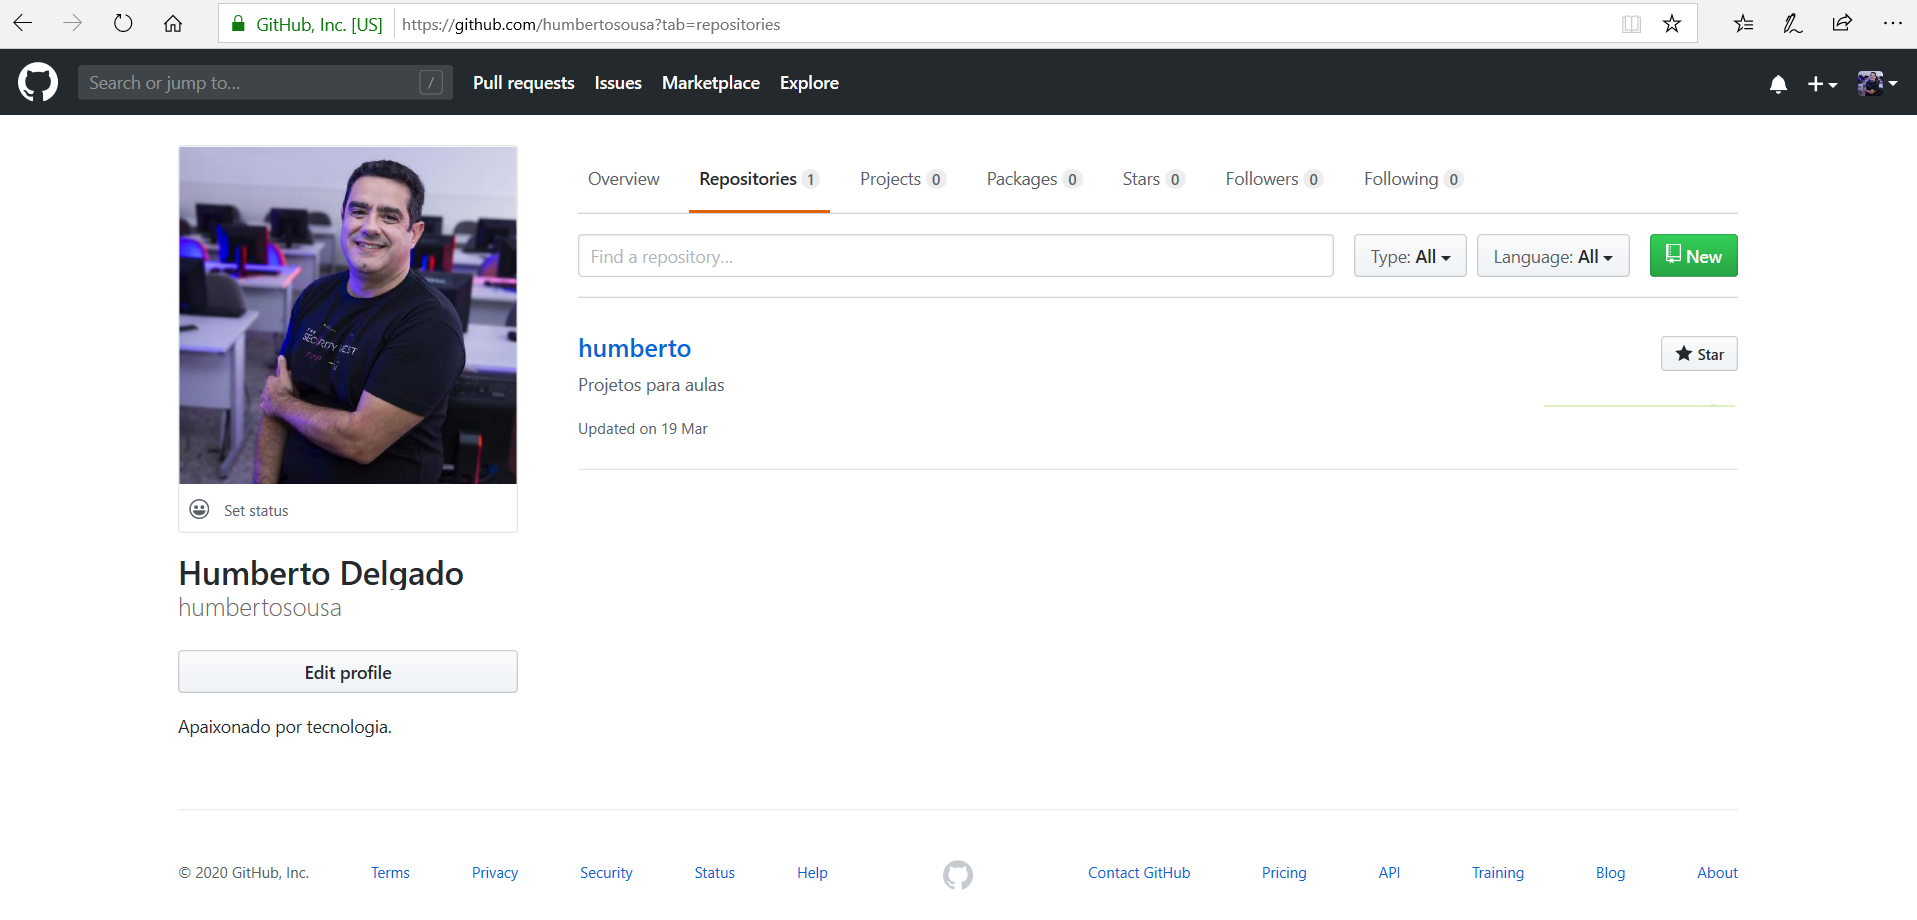 GitHub, Inc. [US] https://github.com/humbertosousa?tab=repositories
Search or jump to... / Pull requests Issues Marketplace Explore
Overview Repositories 1 Projects 0 Packages 0 Stars 0 Followers 0 Following 0
Find a repository... Type: All Language: All New
humberto
Star
Projetos para aulas
Updated on 19 Mar
Set status
Humberto Delgado
humbertosousa
Edit profile
Apaixonado por tecnologia.
© 2020 GitHub, Inc. Terms Privacy Security Status Help Contact GitHub Pricing API Training Blog About